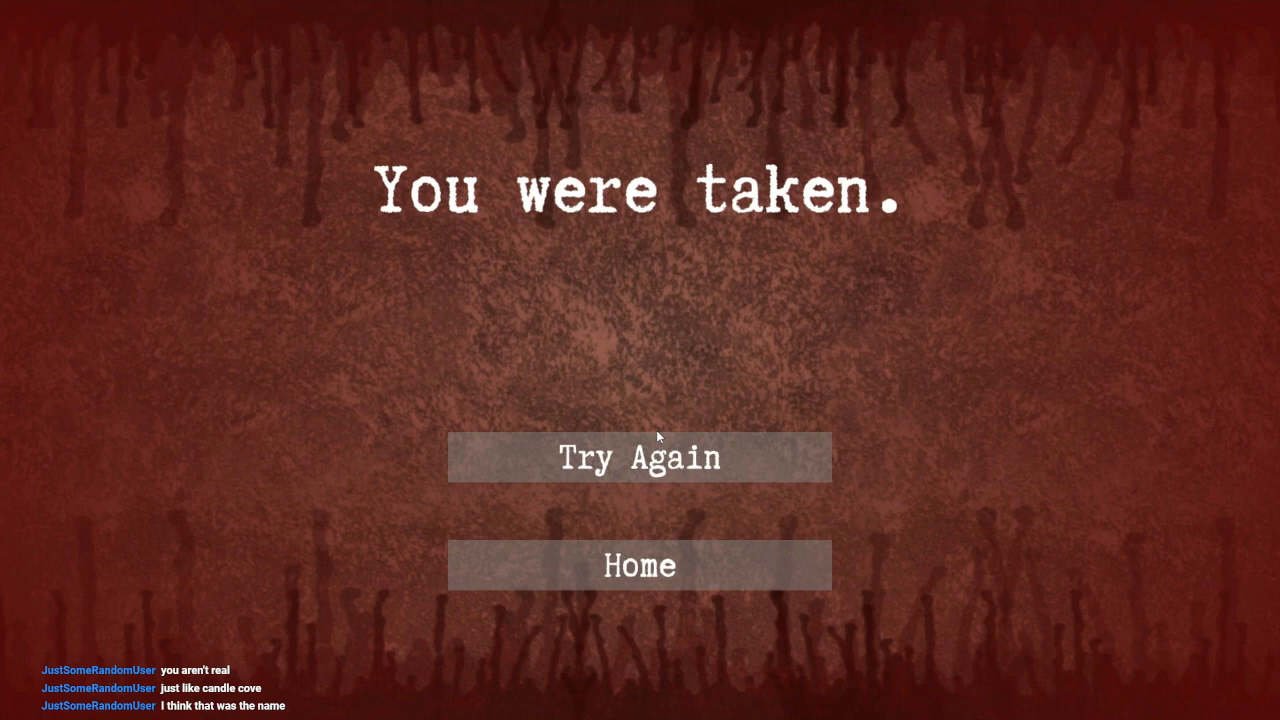 You were taken.
Try Again
Home
JustSomeRandomUser you aren't real
JustSomeRandomUser just like candle cove
JustSomeRandomUser I think that was the name